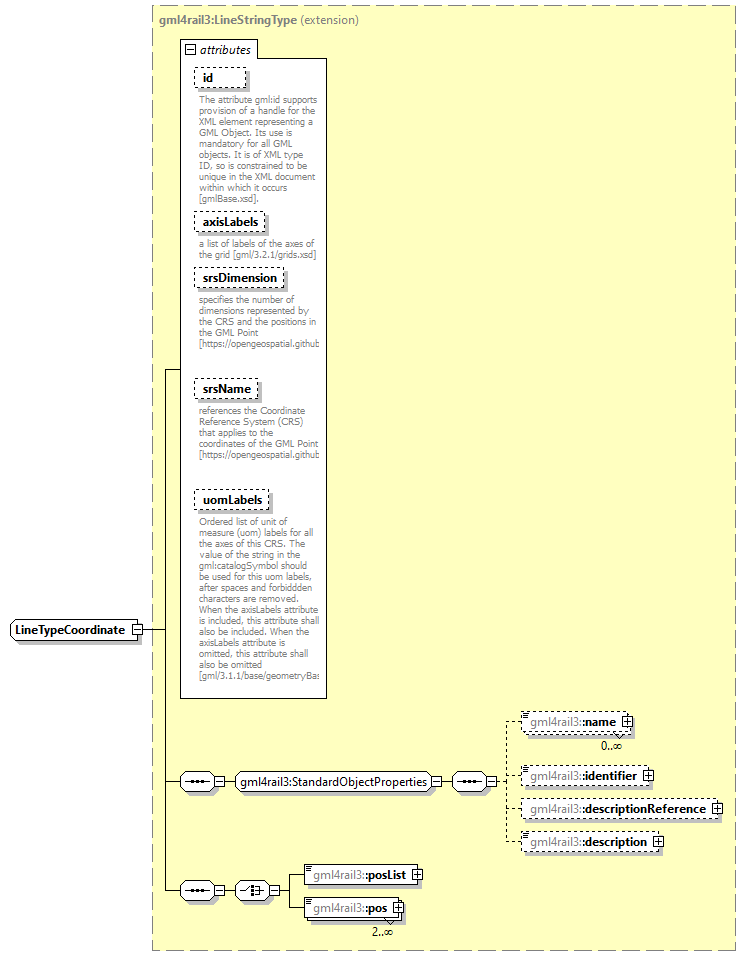 gml4rail3:LineStringType (extension)
attributes
id
The attribute gml:id supports
provision of a handle for the
XML element representing a
GML Object. Its use is
mandatory for all GML
objects. It is of XML type
ID, so is constrained to be
unique in the XML document
within which it occurs
[gmlBase.xsd].
axisLabels
a list of labels of the axes of
the grid [gml/3.2.1/grids.xsd]
srsDimension
specifies the number of
dimensions represented by
the CRS and the positions in
the GML Point
[https://opengeospatial.github
srsName
references the Coordinate
Reference System (CRS)
that applies to the
coordinates of the GML Point
[https://opengeospatial.github
uomLabels
Ordered list of unit of
measure (uom) labels for all
the axes of this CRS. The
value of the string in the
gml:catalogSymbol should
be used for this uom labels,
after spaces and forbiddden
characters are removed.
When the axisLabels attribute
is included, this attribute shall
also be included. When the
axisLabels attribute is
omitted, this attribute shall
also be omitted
[gml/3.1.1/base/geometryBas
LineTypeCoordinate
gml4rail3::name
0..∞
gml4rail3:StandardObjectProperties
gml4rail3::identifier
gml4rail3::descriptionReference
gml4rail3::description
gml4rail3::posList
gml4rail3::pos
2..∞